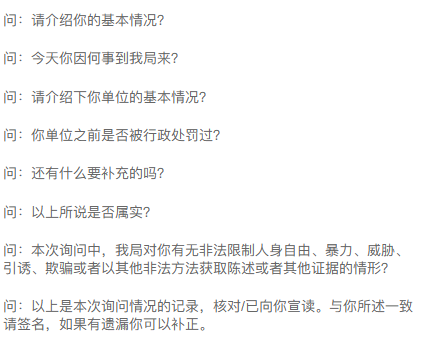 问：请介绍你的基本情况?
问：今天你因何事到我局来?
问：请介绍下你单位的基本情况?
问：你单位之前是否被行政处罚过?
问：还有什么要补充的吗?
问：以上所说是否属实?
问：本次询问中，我局对你有无非法限制人身自由、暴力、威胁、
引诱、欺骗或者以其他非法方法获取陈述或者其他证据的情形?
问：以上是本次询问情况的记录，核对/已向你宣读。与你所述一致
请签名，如果有遗漏你可以补正。